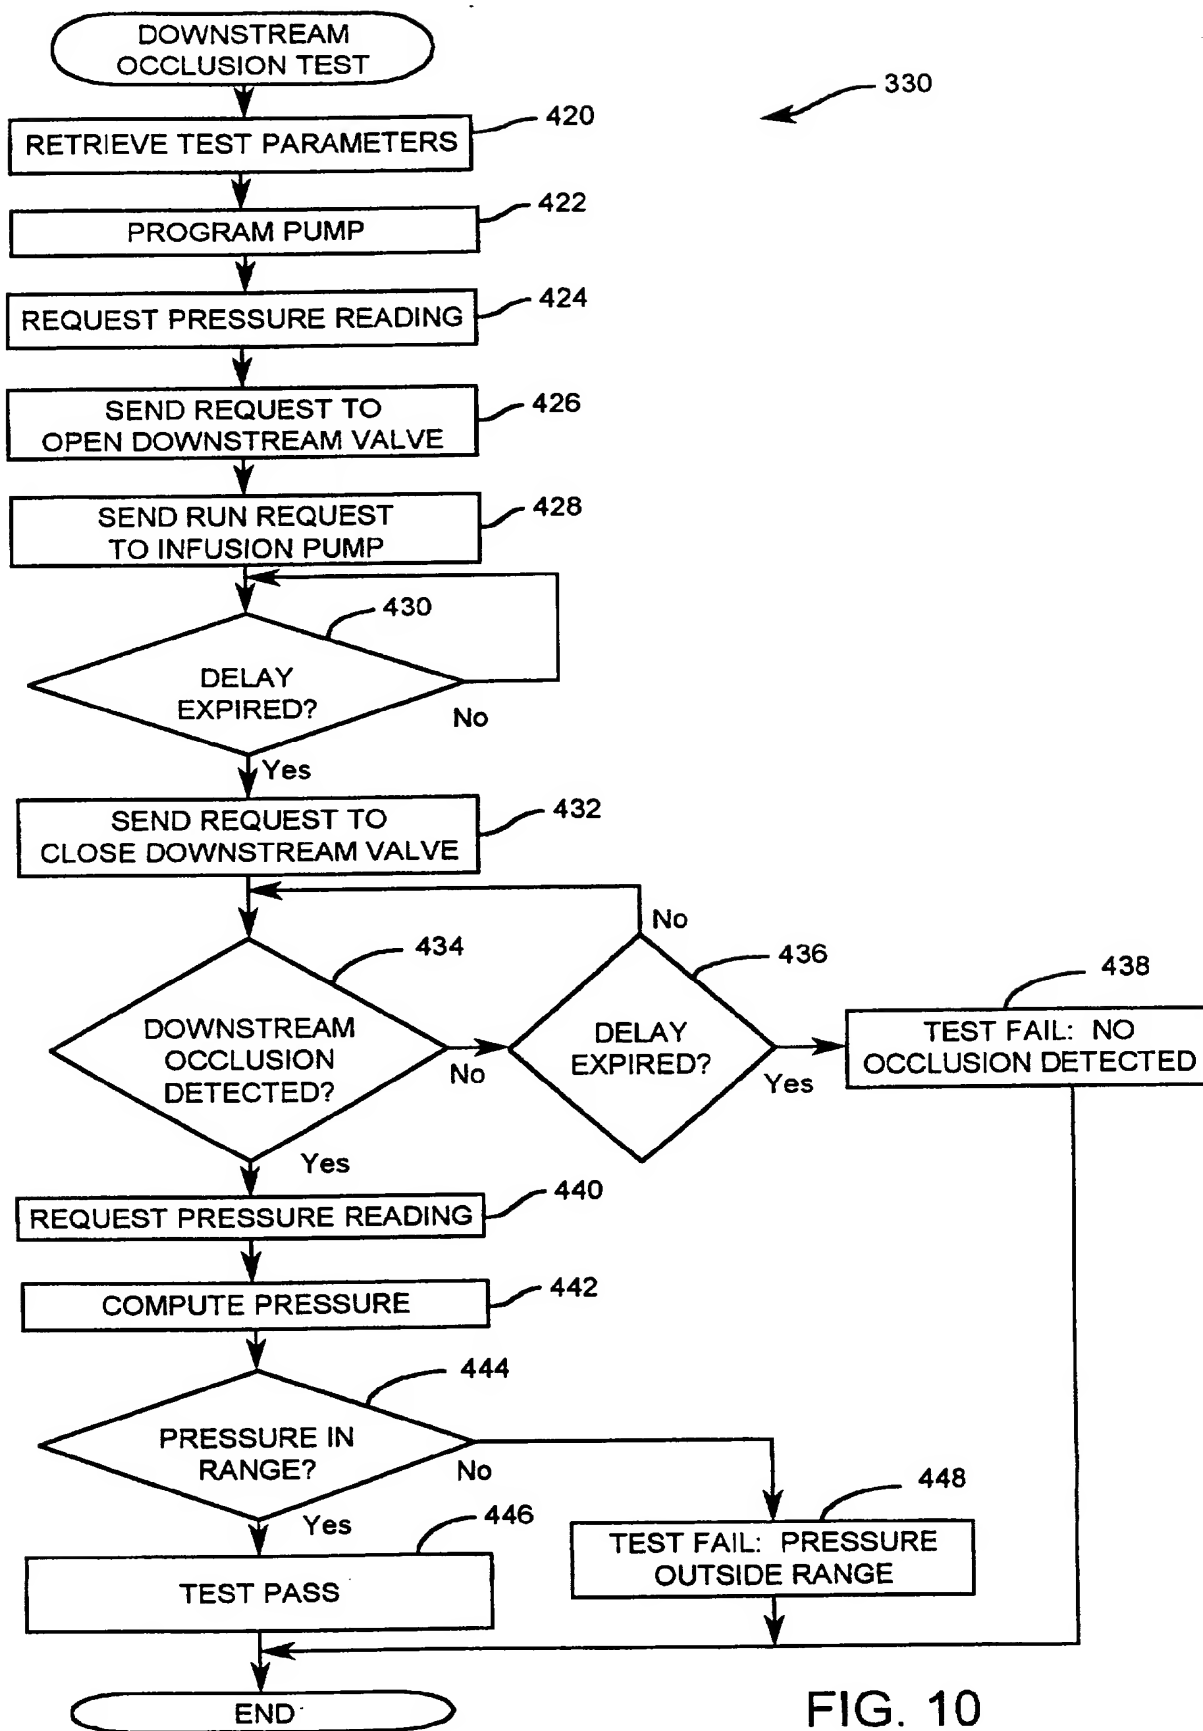 DOWNSTREAM
OCCLUSION TEST
330
RETRIEVE TEST PARAMETERS
420
PROGRAM PUMP
422
REQUEST PRESSURE READING
424
SEND REQUEST TO
OPEN DOWNSTREAM VALVE
426
SEND RUN REQUEST
TO INFUSION PUMP
428
430
DELAY
EXPIRED?
No
Yes
SEND REQUEST TO
CLOSE DOWNSTREAM VALVE
432
434
DOWNSTREAM
OCCLUSION
DETECTED?
No
Yes
No
436
DELAY
EXPIRED?
Yes
438
TEST FAIL: NO
OCCLUSION DETECTED
REQUEST PRESSURE READING
440
COMPUTE PRESSURE
442
444
PRESSURE IN
RANGE?
No
Yes
446
TEST PASS
448
TEST FAIL: PRESSURE
OUTSIDE RANGE
END
FIG. 10